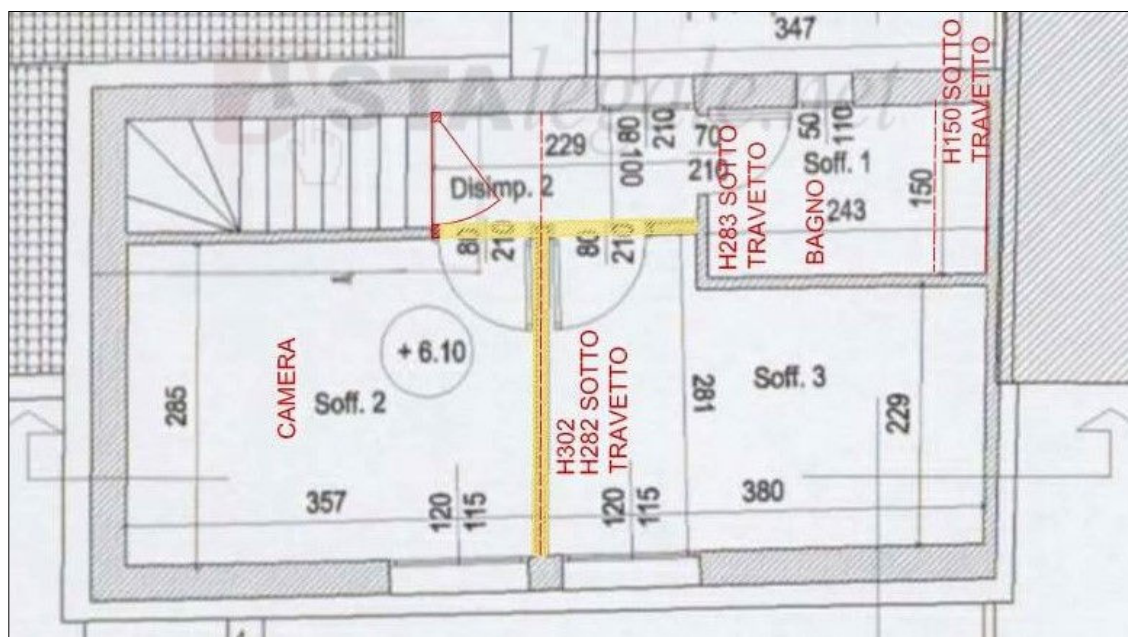 347
ASTAlegale.net
H150 SOTTO
TRAVETTO
229
80
210
100
70
210
50
110
Soff. 1
Disimp. 2
H283 SOTTO
TRAVETTO
BAGNO
150
243
80
210
80
210
+ 6.10
CAMERA
Soff. 2
285
H302
H282 SOTTO
TRAVETTO
281
Soff. 3
229
357
120
115
120
115
380